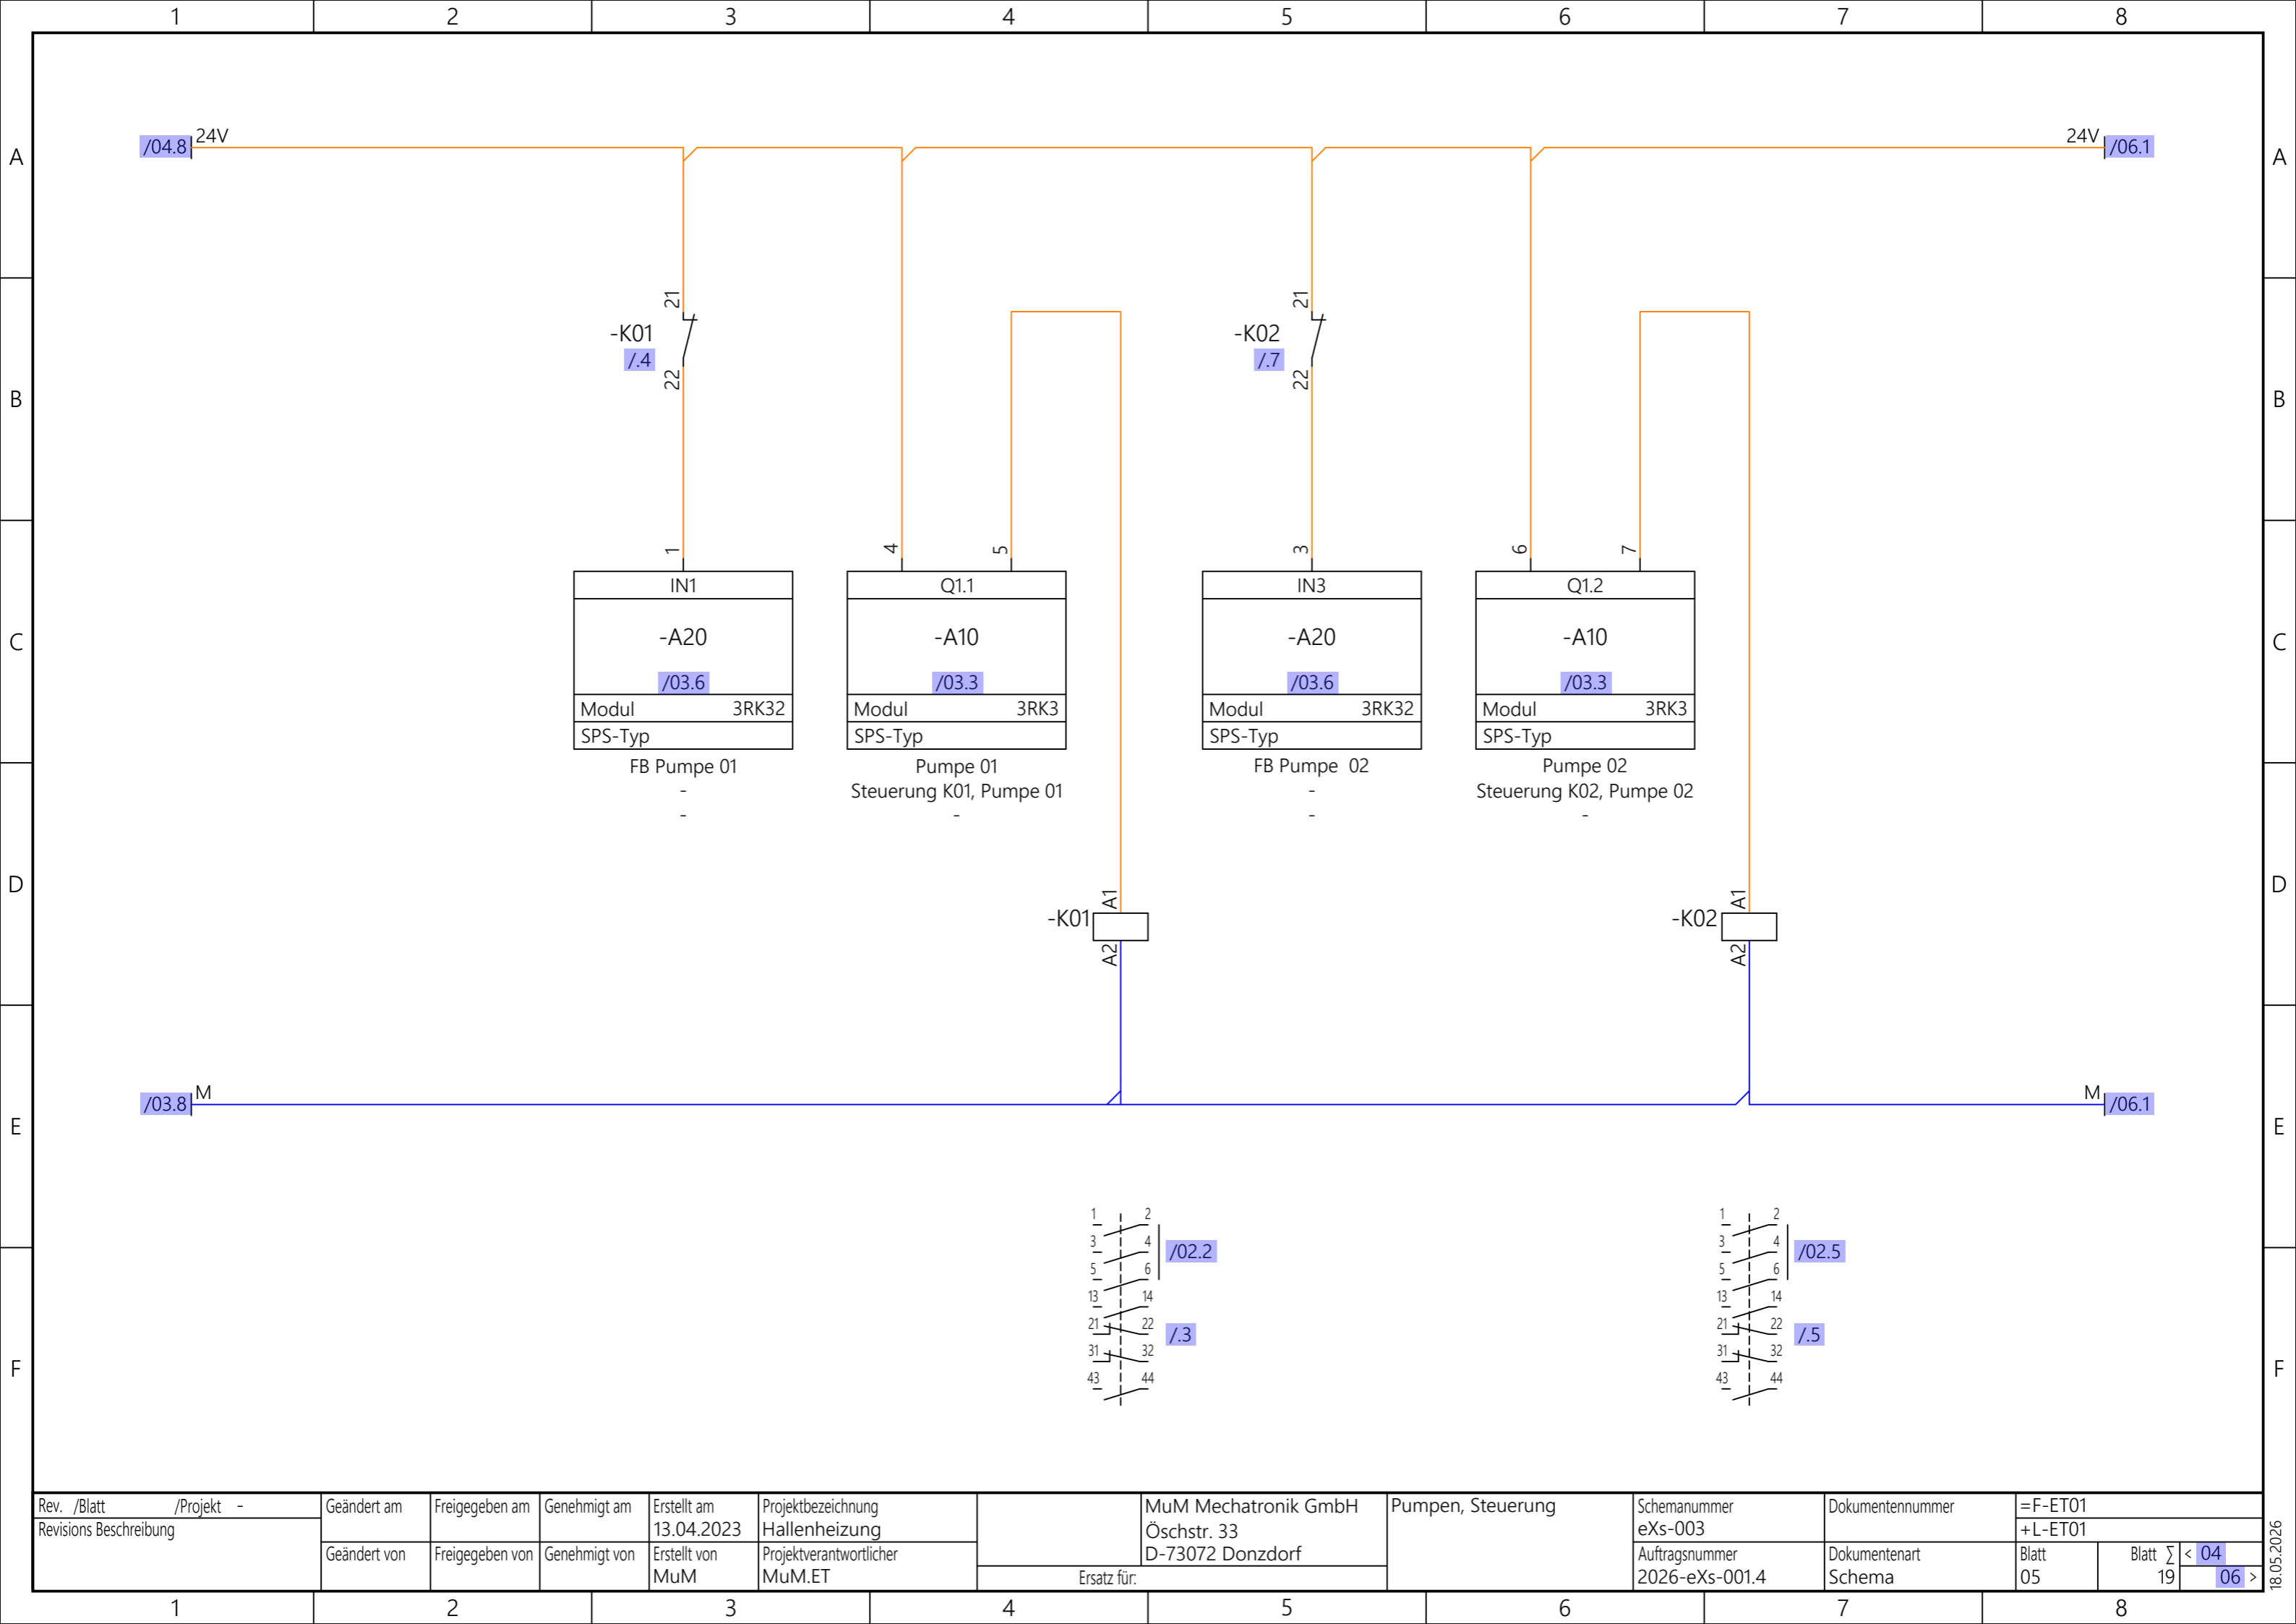 1 2 3 4 5 6 7 8
A A
/04.8 24V 24V /06.1
B B
21 21
-K01 -K02
/.4 /.7
22 22
1 4 5 3 6 7
C C
IN1 Q1.1 IN3 Q1.2
-A20 -A10 -A20 -A10
/03.6 /03.3 /03.6 /03.3
Modul 3RK32 Modul 3RK3 Modul 3RK32 Modul 3RK3
SPS-Typ SPS-Typ SPS-Typ SPS-Typ
FB Pumpe 01 Pumpe 01 FB Pumpe  02 Pumpe 02
- Steuerung K01, Pumpe 01 - Steuerung K02, Pumpe 02
- - - -
D D
A1 A1
-K01 -K02
A2 A2
/03.8 M M /06.1
E E
1 2 1 2
3 4 /02.2 3 4 /02.5
5 6 5 6
13 14 13 14
21 22 /.3 21 22 /.5
31 32 31 32
43 44 43 44
F F
Rev. /Blatt /Projekt -
Revisions Beschreibung
Geändert am
Geändert von
Freigegeben am
Freigegeben von
Genehmigt am
Genehmigt von
Erstellt am
13.04.2023
Erstellt von
MuM
Projektbezeichnung
Hallenheizung
Projektverantwortlicher
MuM.ET
MuM Mechatronik GmbH
Öschstr. 33
D-73072 Donzdorf
Ersatz für:
Pumpen, Steuerung
Schemanummer
eXs-003
Auftragsnummer
2026-eXs-001.4
Dokumentennummer
Dokumentenart
Schema
=F-ET01
+L-ET01
Blatt
05
Blatt ∑
19
< 04
06 >
18.05.2026
1 2 3 4 5 6 7 8